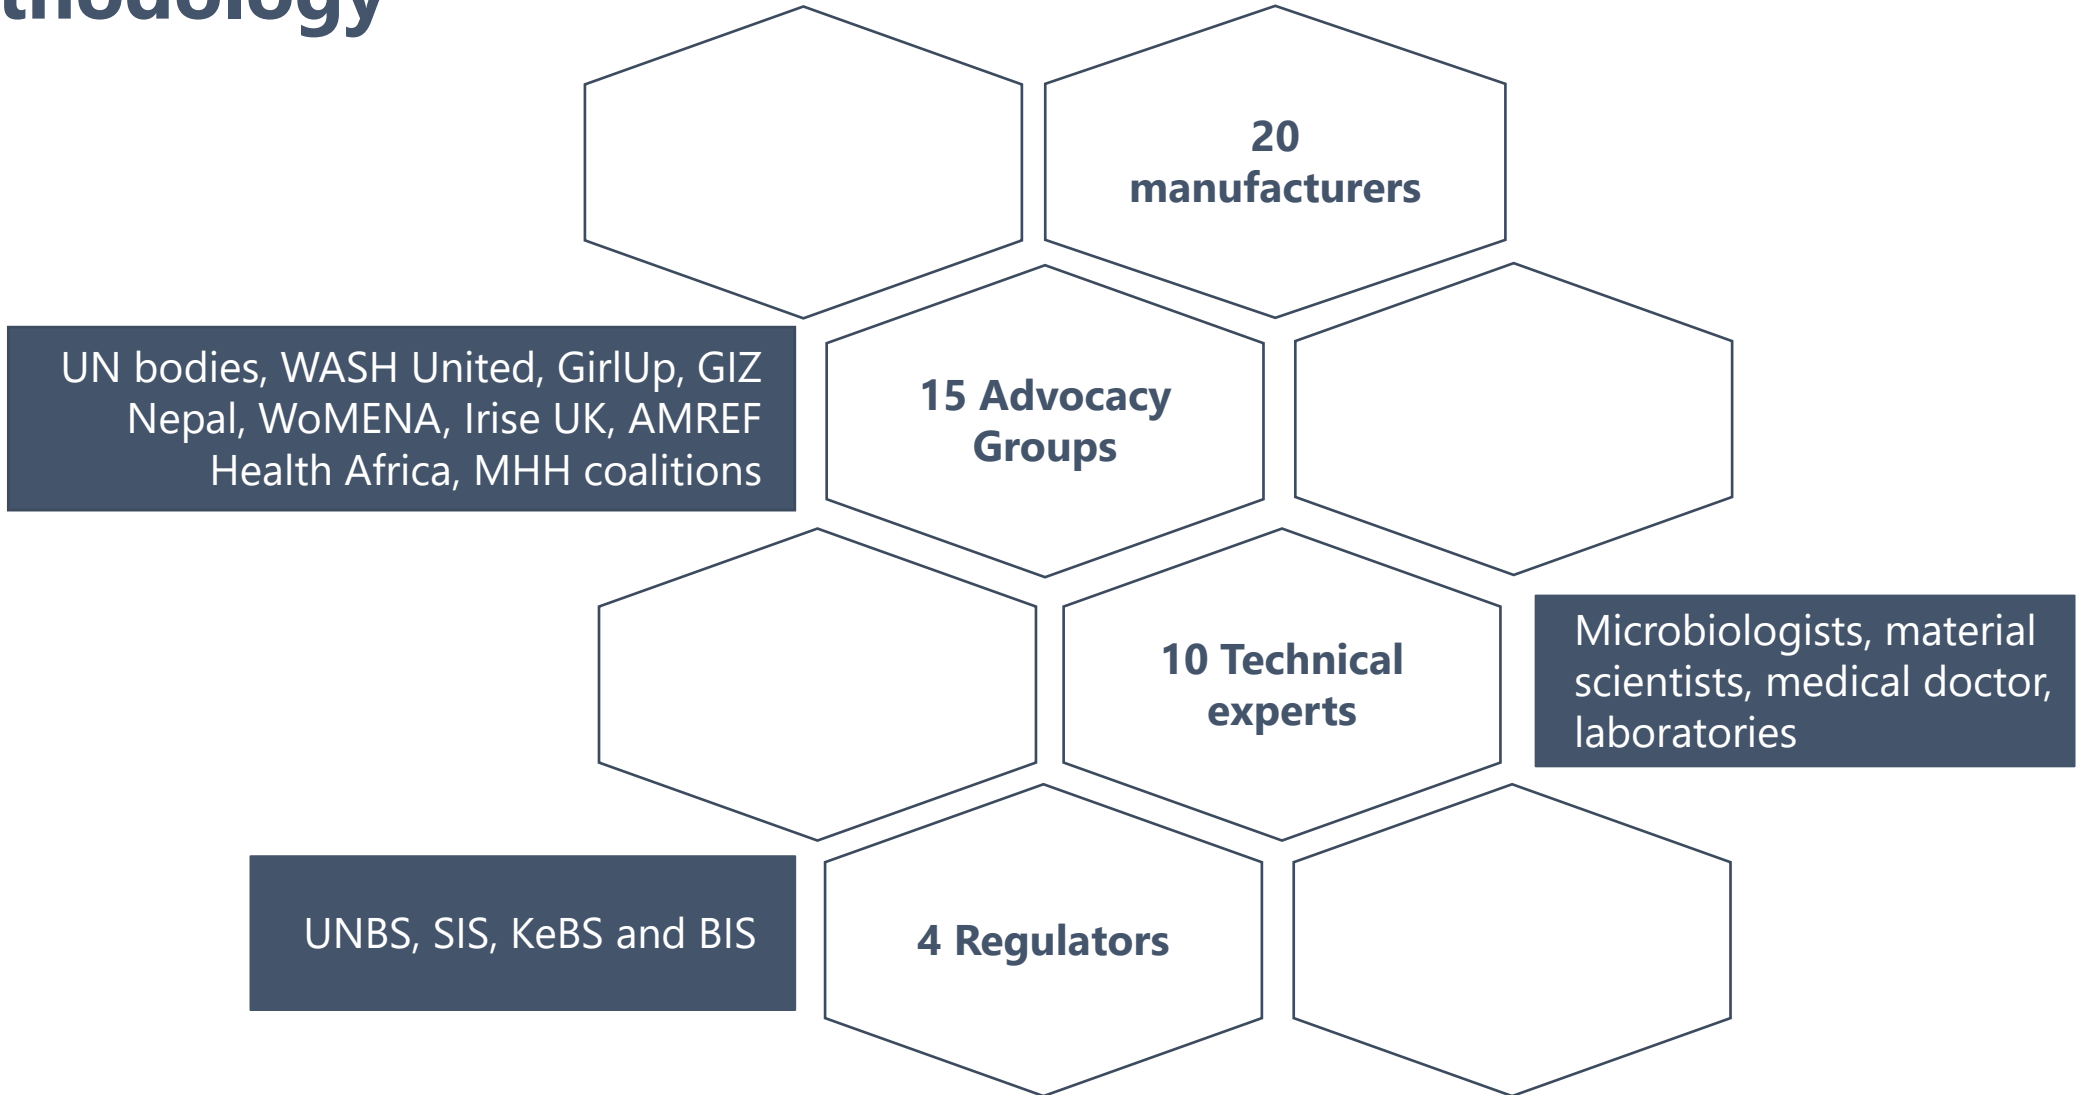 thodology
20
manufacturers
UN bodies, WASH United, GirlUp, GIZ
Nepal, WoMENA, Irise UK, AMREF
Health Africa, MHH coalitions
15 Advocacy
Groups
10 Technical
experts
Microbiologists, material
scientists, medical doctor,
laboratories
UNBS, SIS, KeBS and BIS
4 Regulators